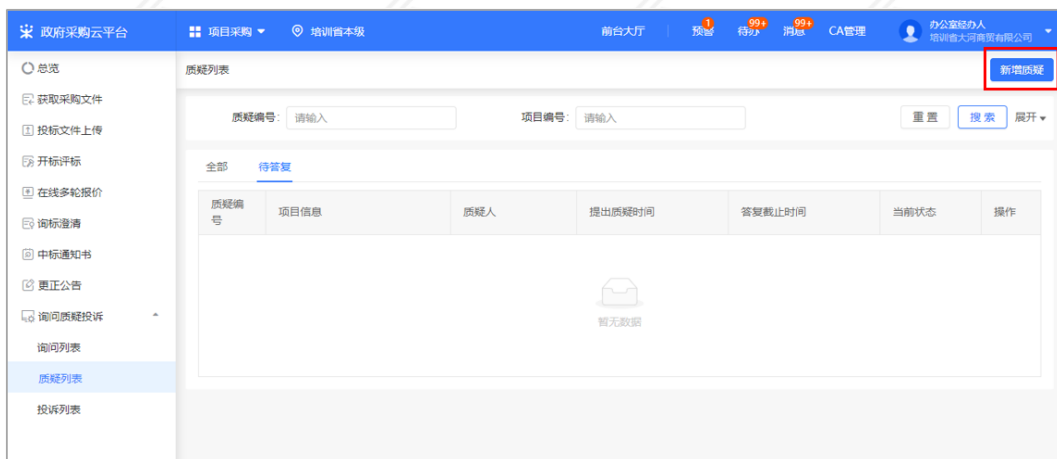 政府采购云平台 项目采购 培训省本级 前台大厅 预警 1 待办 99+ 消息 99+ CA管理 办公室经办人
培训省大河商贸有限公司
总览
获取采购文件
投标文件上传
开标评标
在线多轮报价
询标澄清
中标通知书
更正公告
询问质疑投诉
询问列表
质疑列表
投诉列表
质疑列表 新增质疑
质疑编号: 请输入 项目编号: 请输入 重置 搜索 展开
全部 待答复
质疑编号 项目信息 质疑人 提出质疑时间 答复截止时间 当前状态 操作
暂无数据